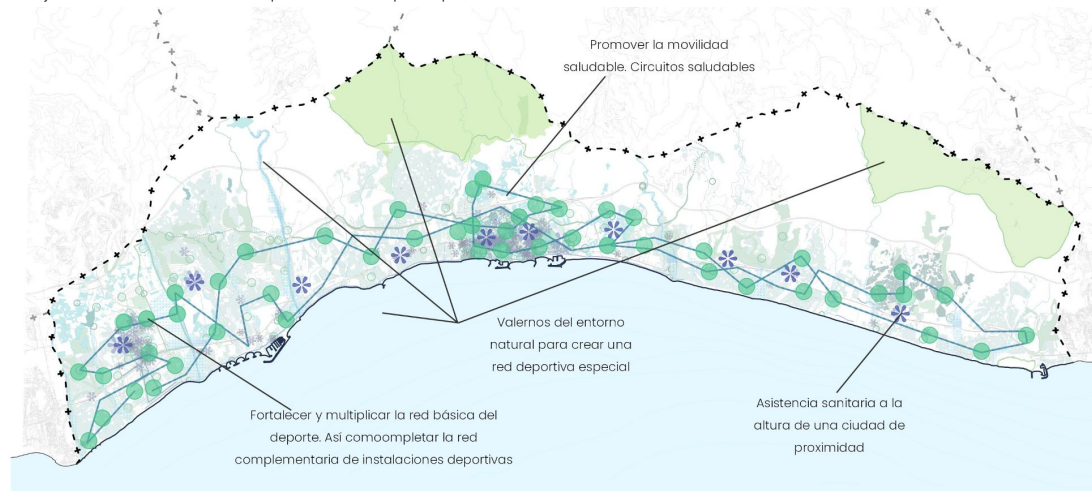 Promover la movilidad
saludable. Circuitos saludables
Valernos del entorno
natural para crear una
red deportiva especial
Fortalecer y multiplicar la red básica del
deporte. Así comoompletar la red
complementaria de instalaciones deportivas
Asistencia sanitaria a la
altura de una ciudad de
proximidad